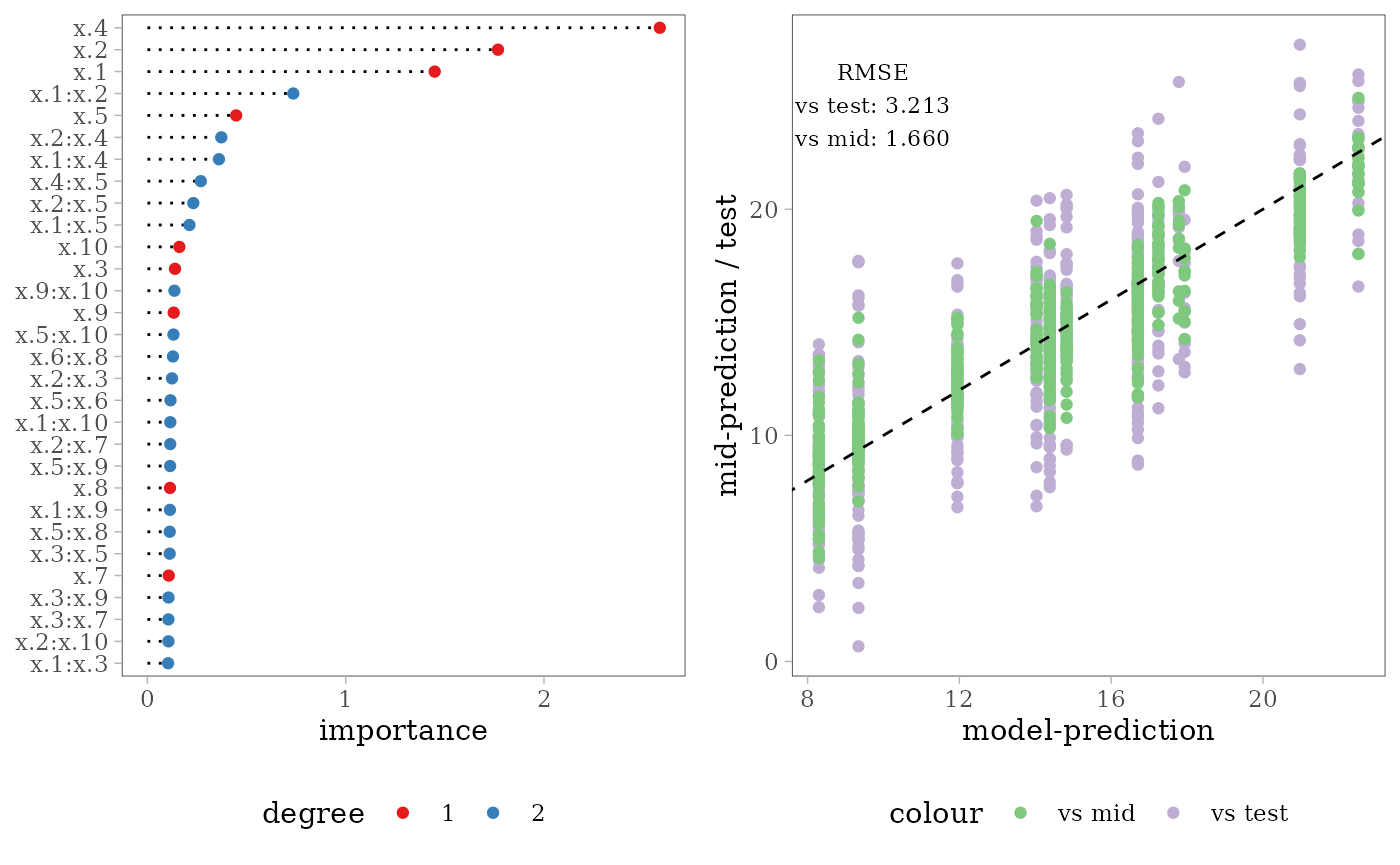 x.4
x.2
x.1
x.1:x.2
x.5
x.2:x.4
x.1:x.4
x.4:x.5
x.2:x.5
x.1:x.5
x.10
x.3
x.9:x.10
x.9
x.5:x.10
x.6:x.8
x.2:x.3
x.5:x.6
x.1:x.10
x.2:x.7
x.5:x.9
x.8
x.1:x.9
x.5:x.8
x.3:x.5
x.7
x.3:x.9
x.3:x.7
x.2:x.10
x.1:x.3
0 1 2
importance
degree 1 2
mid-prediction / test
20
10
0
RMSE
vs test: 3.213
vs mid: 1.660
8 12 16 20
model-prediction
colour vs mid vs test